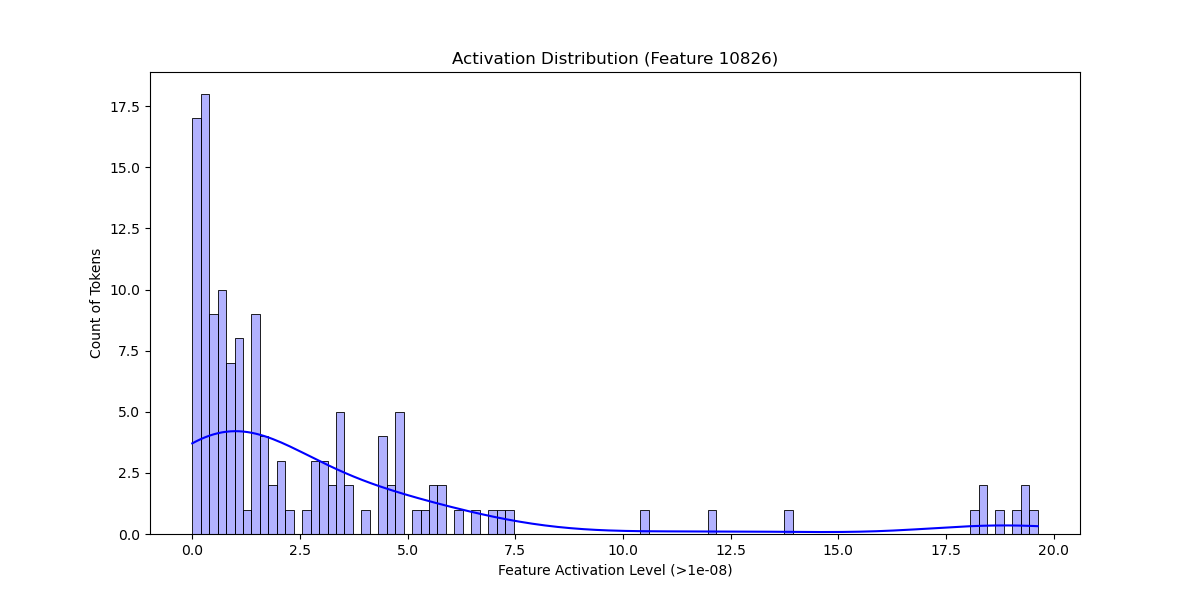 Activation Distribution (Feature 10826)
Count of Tokens
17.5
15.0
12.5
10.0
7.5
5.0
2.5
0.0
0.0 2.5 5.0 7.5 10.0 12.5 15.0 17.5 20.0
Feature Activation Level (>1e-08)